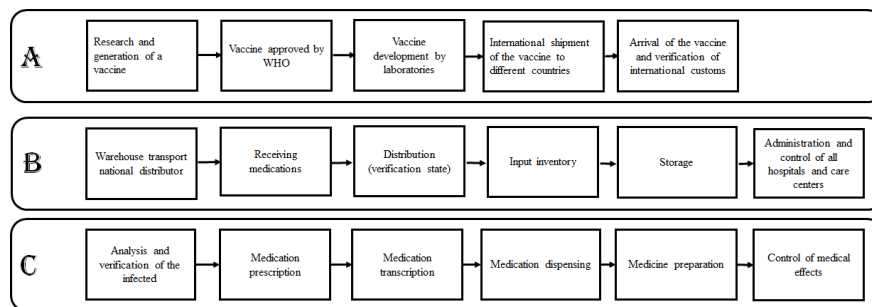 A
Research and
generation of a
vaccine
Vaccine approved by
WHO
Vaccine
development by
laboratories
International shipment
of the vaccine to
different countries
Arrival of the vaccine
and verification of
international customs
B
Warehouse transport
national distributor
Receiving
medications
Distribution
(verification state)
Input inventory
Storage
Administration and
control of all
hospitals and care
centers
C
Analysis and
verification of the
infected
Medication
prescription
Medication
transcription
Medication dispensing
Medicine preparation
Control of medical
effects